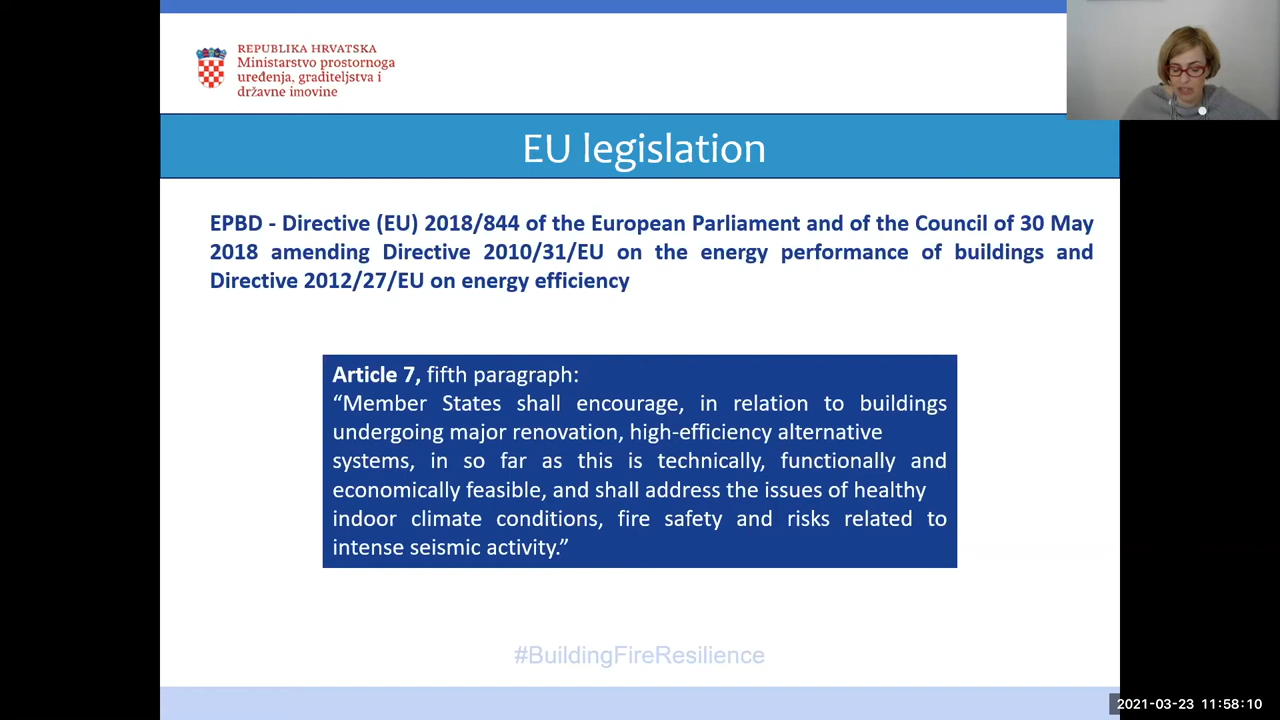 REPUBLIKA HRVATSKA
Ministarstvo prostornoga
uređenja, graditeljstva i
državne imovine
EU legislation
EPBD - Directive (EU) 2018/844 of the European Parliament and of the Council of 30 May
2018 amending Directive 2010/31/EU on the energy performance of buildings and
Directive 2012/27/EU on energy efficiency
Article 7, fifth paragraph:
“Member States shall encourage, in relation to buildings
undergoing major renovation, high-efficiency alternative
systems, in so far as this is technically, functionally and
economically feasible, and shall address the issues of healthy
indoor climate conditions, fire safety and risks related to
intense seismic activity.”
#BuildingFireResilience
2021-03-23 11:58:10